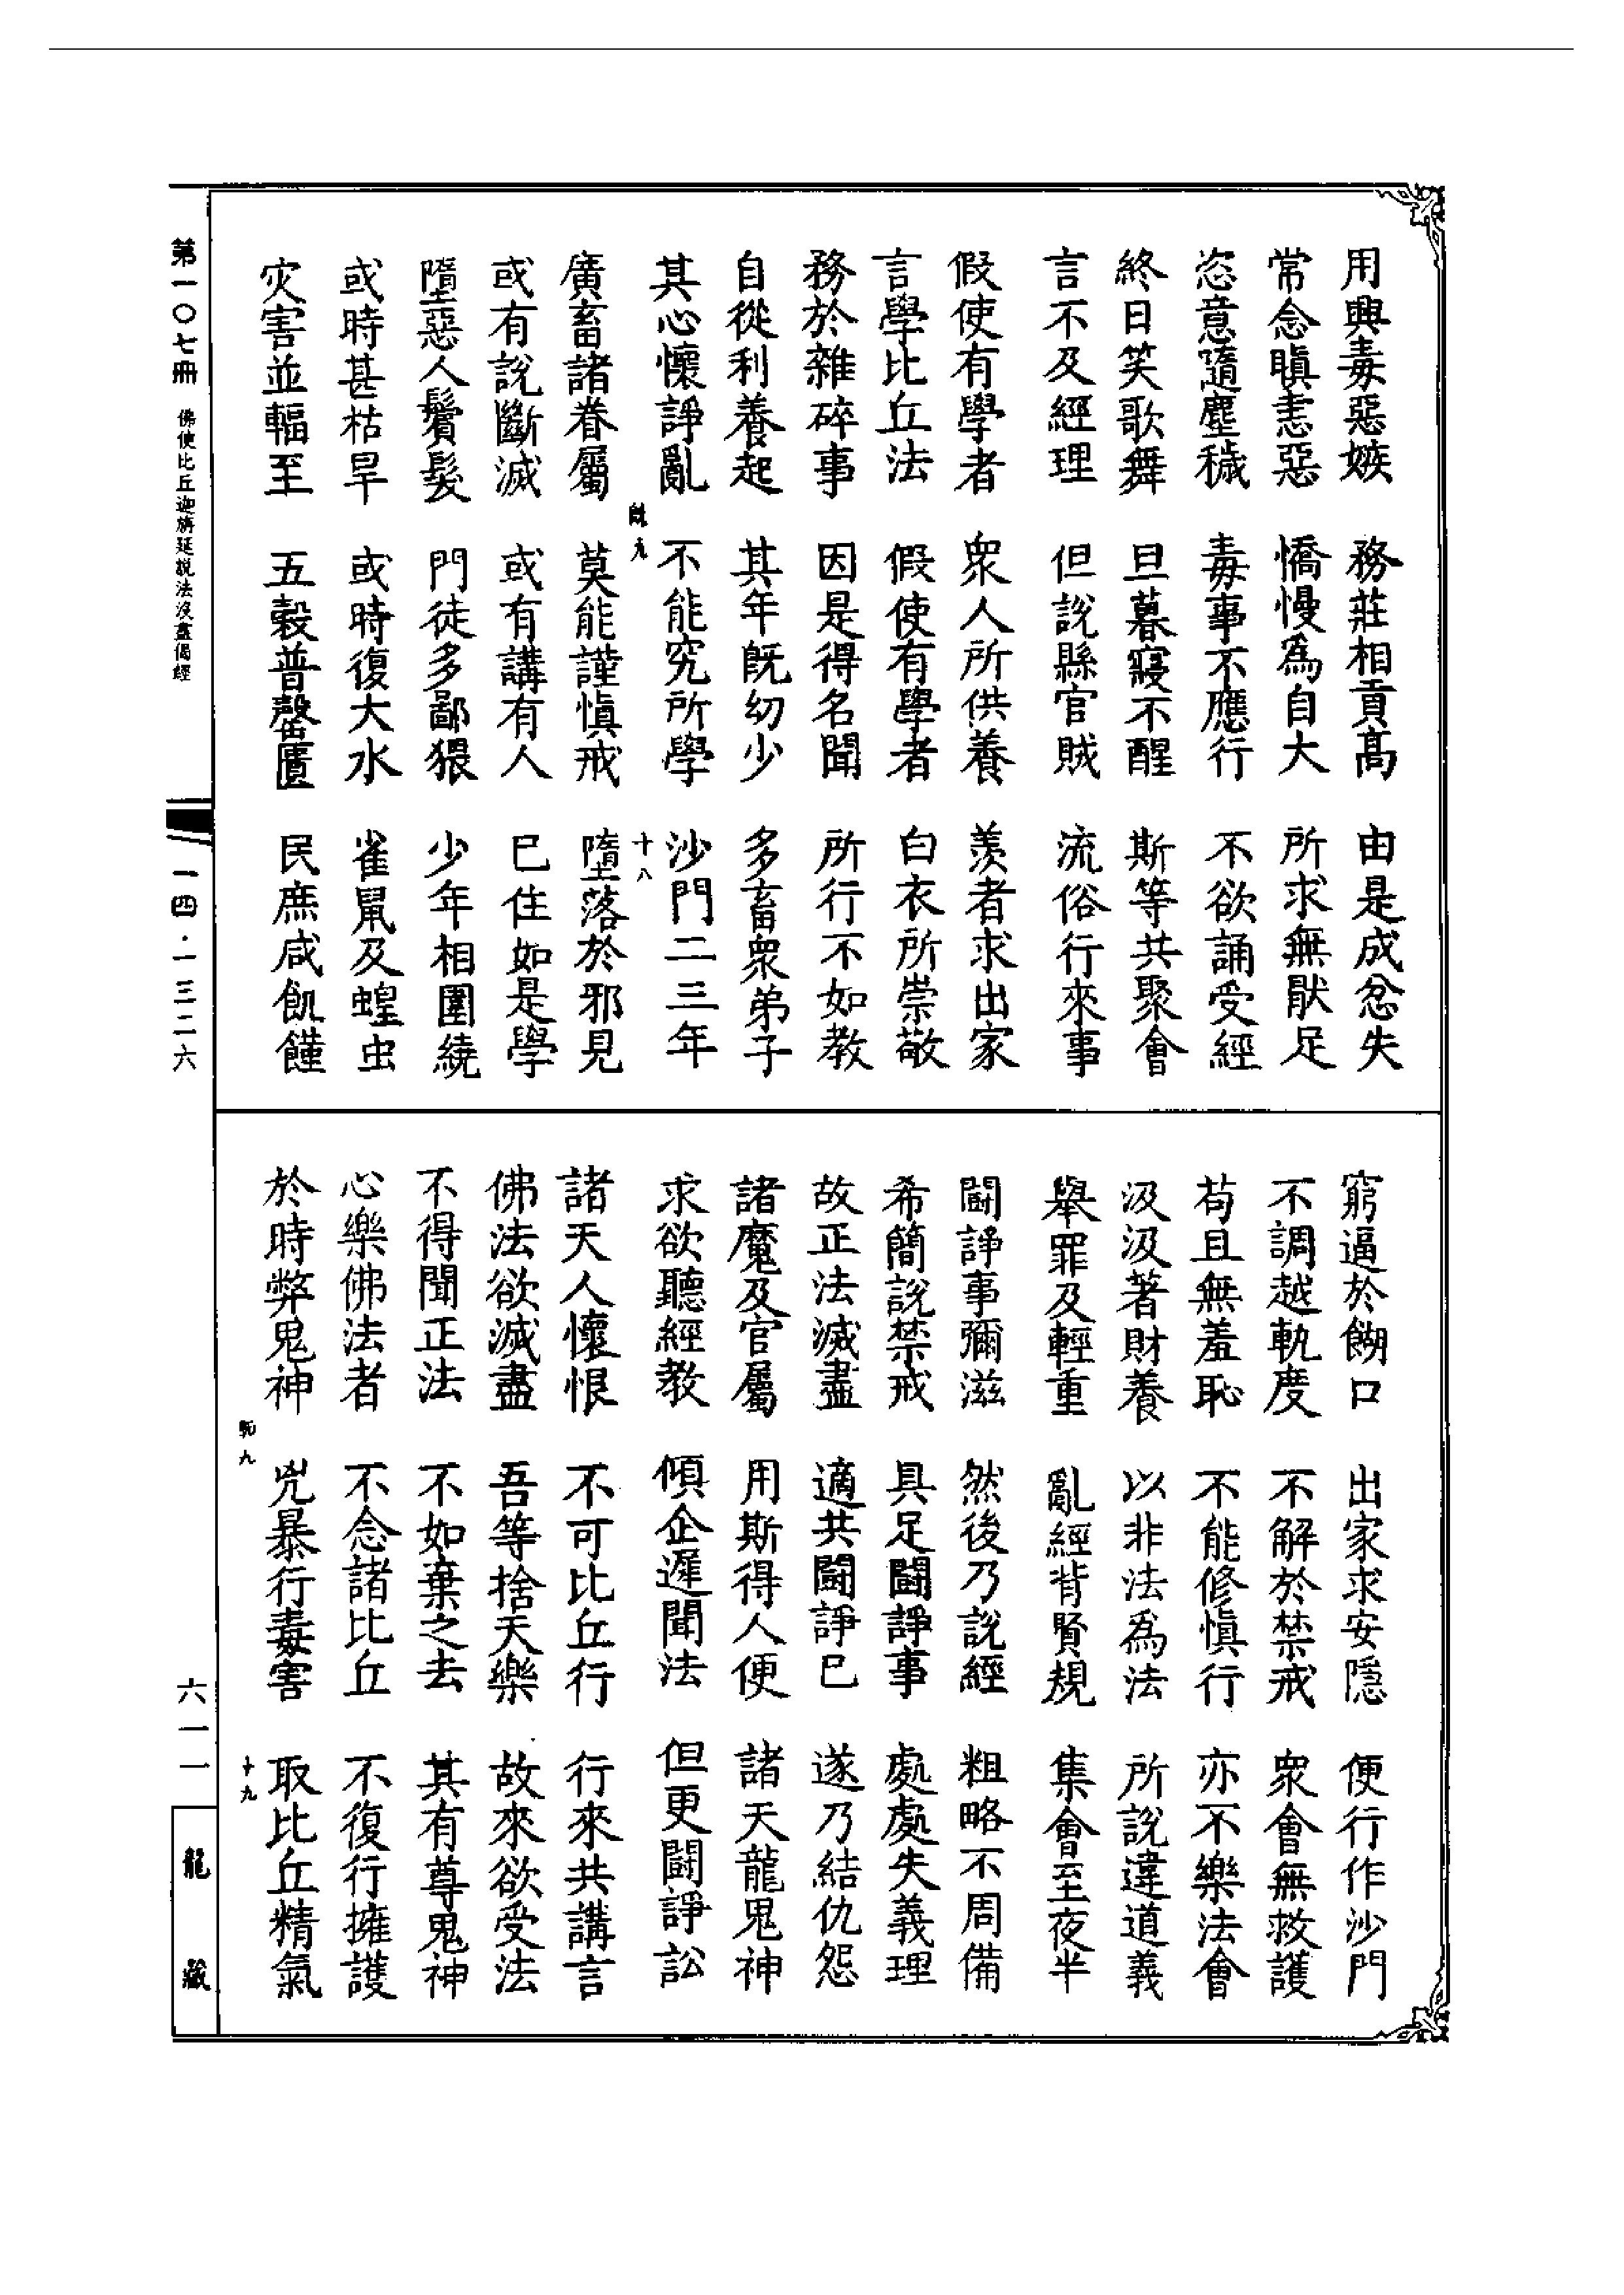 用興毒惡嫉　務莊相貢高　由是成忿失
常念瞋恚惡　憍慢為自大　所求無猒足
恣意隨塵穢　毒事不應行　不欲誦受經
終日笑歌舞　旦暮寢不醒　斯等共聚會
言不及經理　但說縣官賊　流俗行來事
假使有學者　衆人所供養　羨者求出家
言學比丘法　假使有學者　白衣所崇敬
務於雜碎事　因是得名聞　所行不如教
自從利養起　其年既幼少　多畜衆弟子
其心懷諍亂　不能究所學　沙門二三年
九　十八
廣畜諸眷屬　莫能謹慎戒　墮落於邪見
或有說斷滅　或有講有人　已住如是學
墮惡人鬚髮　門徒多鄙猥　少年相圍繞
或時甚枯旱　或時復大水　雀鼠及蝗虫
灾害並輻至　五穀普罄匱　民庶咸飢饉
窮逼於餬口　出家求安隱　便行作沙門
不調越軌度　不解於禁戒　衆會無救護
苟且無羞恥　不能修慎行　亦不樂法會
汲汲著財養　以非法為法　所說違道義
舉罪及輕重　亂經背賢規　集會至夜半
鬪諍事彌滋　然後乃說經　粗略不周備
希簡說禁戒　具足鬪諍事　處處失義理
故正法滅盡　適共鬪諍已　遂乃結仇怨
諸魔及官屬　用斯得人便　諸天龍鬼神
求欲聽經教　傾企遲聞法　但更鬪諍訟
諸天人懷恨　不可比丘行　行來共講言
佛法欲滅盡　吾等捨天樂　故來欲受法
不得聞正法　不如棄之去　其有尊鬼神
心樂佛法者　不念諸比丘　不復行擁護
於時弊鬼神　兇暴行毒害　取比丘精氣
九　十九
第一〇七冊　佛使比丘迦旃延說法沒盡偈經　一四·一三二六　六一一　龍藏